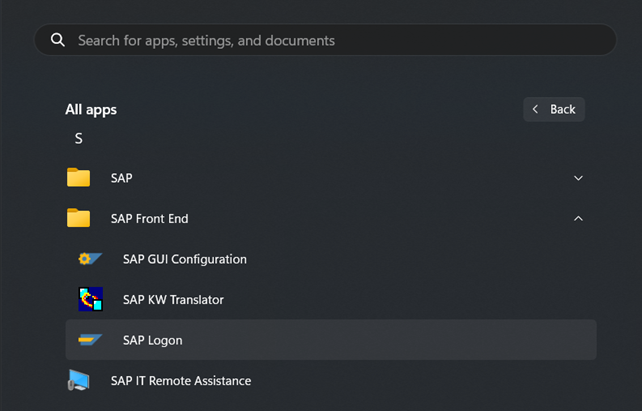 Search for apps, settings, and documents
All apps
Back
S
SAP
SAP Front End
SAP GUI Configuration
SAP KW Translator
SAP Logon
SAP IT Remote Assistance